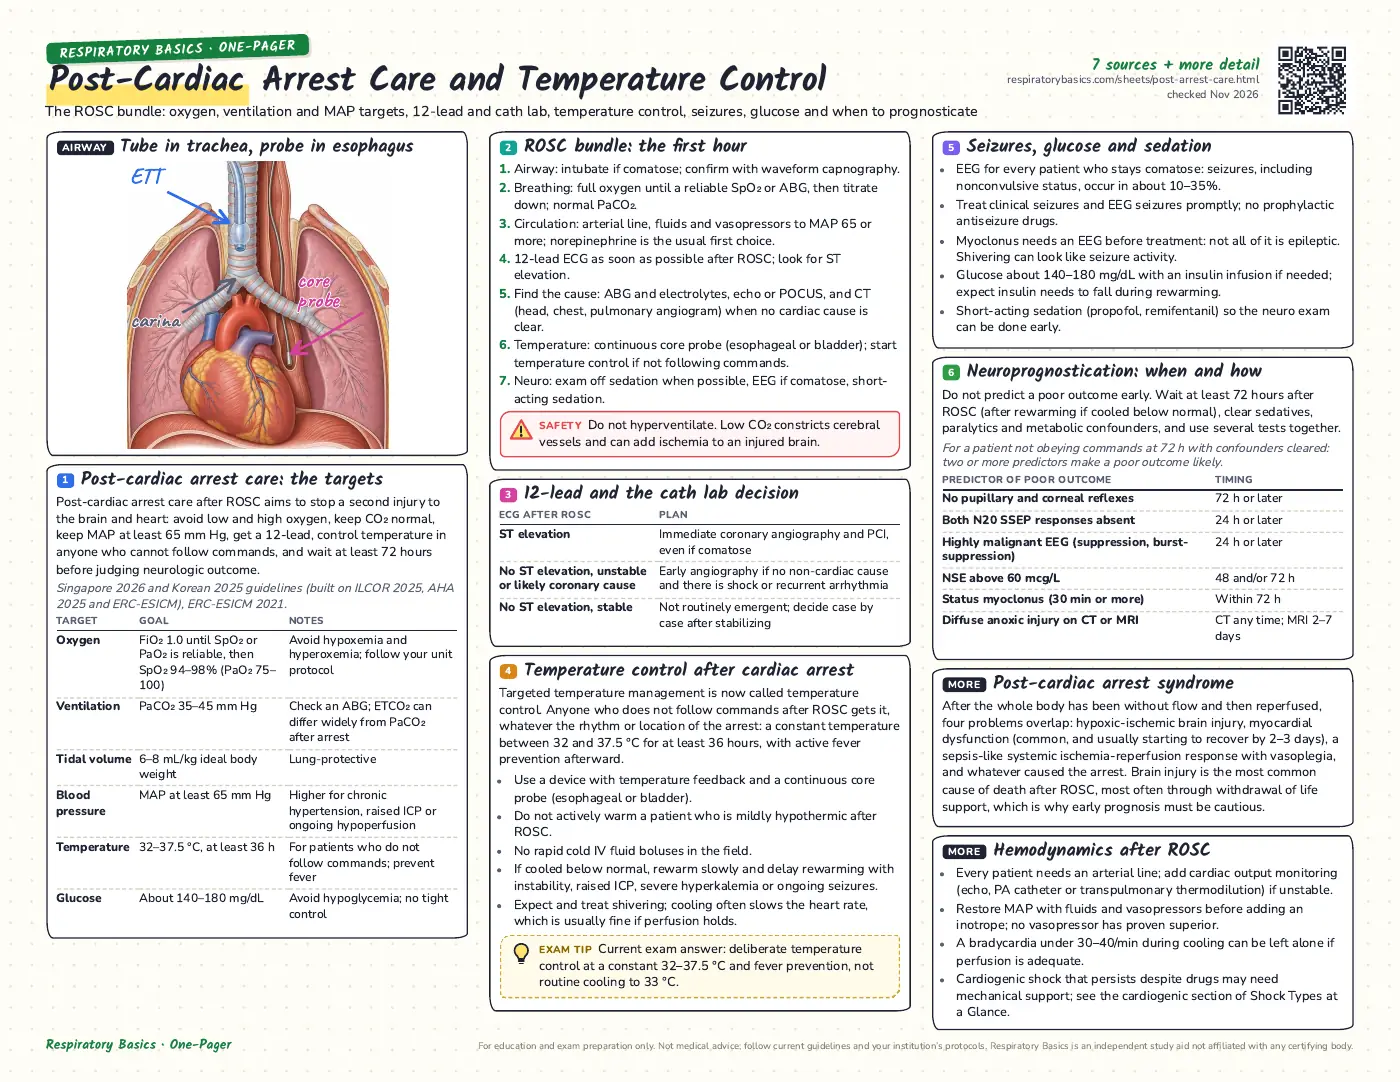 RESPIRATORY BASICS · ONE-PAGER
Post-Cardiac Arrest Care and Temperature Control
The ROSC bundle: oxygen, ventilation and MAP targets, 12-lead and cath lab, temperature control, seizures, glucose and when to prognosticate
7 sources + more detail
respiratorybasics.com/sheets/post-arrest-care.html
checked Nov 2026
AIRWAY Tube in trachea, probe in esophagus
ETT
core
probe
carina
1 Post-cardiac arrest care: the targets
Post-cardiac arrest care after ROSC aims to stop a second injury to
the brain and heart: avoid low and high oxygen, keep CO₂ normal,
keep MAP at least 65 mm Hg, get a 12-lead, control temperature in
anyone who cannot follow commands, and wait at least 72 hours
before judging neurologic outcome.
Singapore 2026 and Korean 2025 guidelines (built on ILCOR 2025, AHA
2025 and ERC-ESICM), ERC-ESICM 2021.
TARGET GOAL NOTES
Oxygen FiO₂ 1.0 until SpO₂ or Avoid hypoxemia and
PaO₂ is reliable, then hyperoxemia; follow your unit
SpO₂ 94–98% (PaO₂ 75– protocol
100)
Ventilation PaCO₂ 35–45 mm Hg Check an ABG; ETCO₂ can
differ widely from PaCO₂
after arrest
Tidal volume 6–8 mL/kg ideal body Lung-protective
weight
Blood MAP at least 65 mm Hg Higher for chronic
pressure hypertension, raised ICP or
ongoing hypoperfusion
Temperature 32–37.5 °C, at least 36 h For patients who do not
follow commands; prevent
fever
Glucose About 140–180 mg/dL Avoid hypoglycemia; no tight
control
2 ROSC bundle: the first hour
1. Airway: intubate if comatose; confirm with waveform capnography.
2. Breathing: full oxygen until a reliable SpO₂ or ABG, then titrate
down; normal PaCO₂.
3. Circulation: arterial line, fluids and vasopressors to MAP 65 or
more; norepinephrine is the usual first choice.
4. 12-lead ECG as soon as possible after ROSC; look for ST
elevation.
5. Find the cause: ABG and electrolytes, echo or POCUS, and CT
(head, chest, pulmonary angiogram) when no cardiac cause is
clear.
6. Temperature: continuous core probe (esophageal or bladder); start
temperature control if not following commands.
7. Neuro: exam off sedation when possible, EEG if comatose, short-
acting sedation.
SAFETY Do not hyperventilate. Low CO₂ constricts cerebral
vessels and can add ischemia to an injured brain.
3 12-lead and the cath lab decision
ECG AFTER ROSC PLAN
ST elevation Immediate coronary angiography and PCI,
even if comatose
No ST elevation, unstable Early angiography if no non-cardiac cause
or likely coronary cause and there is shock or recurrent arrhythmia
No ST elevation, stable Not routinely emergent; decide case by
case after stabilizing
4 Temperature control after cardiac arrest
Targeted temperature management is now called temperature
control. Anyone who does not follow commands after ROSC gets it,
whatever the rhythm or location of the arrest: a constant temperature
between 32 and 37.5 °C for at least 36 hours, with active fever
prevention afterward.
• Use a device with temperature feedback and a continuous core
probe (esophageal or bladder).
• Do not actively warm a patient who is mildly hypothermic after
ROSC.
• No rapid cold IV fluid boluses in the field.
• If cooled below normal, rewarm slowly and delay rewarming with
instability, raised ICP, severe hyperkalemia or ongoing seizures.
• Expect and treat shivering; cooling often slows the heart rate,
which is usually fine if perfusion holds.
EXAM TIP Current exam answer: deliberate temperature
control at a constant 32–37.5 °C and fever prevention, not
routine cooling to 33 °C.
5 Seizures, glucose and sedation
• EEG for every patient who stays comatose: seizures, including
nonconvulsive status, occur in about 10–35%.
• Treat clinical seizures and EEG seizures promptly; no prophylactic
antiseizure drugs.
• Myoclonus needs an EEG before treatment: not all of it is epileptic.
Shivering can look like seizure activity.
• Glucose about 140–180 mg/dL with an insulin infusion if needed;
expect insulin needs to fall during rewarming.
• Short-acting sedation (propofol, remifentanil) so the neuro exam
can be done early.
6 Neuroprognostication: when and how
Do not predict a poor outcome early. Wait at least 72 hours after
ROSC (after rewarming if cooled below normal), clear sedatives,
paralytics and metabolic confounders, and use several tests together.
For a patient not obeying commands at 72 h with confounders cleared:
two or more predictors make a poor outcome likely.
PREDICTOR OF POOR OUTCOME TIMING
No pupillary and corneal reflexes 72 h or later
Both N20 SSEP responses absent 24 h or later
Highly malignant EEG (suppression, burst- 24 h or later
suppression)
NSE above 60 mcg/L 48 and/or 72 h
Status myoclonus (30 min or more) Within 72 h
Diffuse anoxic injury on CT or MRI CT any time; MRI 2–7
days
MORE Post-cardiac arrest syndrome
After the whole body has been without flow and then reperfused,
four problems overlap: hypoxic-ischemic brain injury, myocardial
dysfunction (common, and usually starting to recover by 2–3 days), a
sepsis-like systemic ischemia-reperfusion response with vasoplegia,
and whatever caused the arrest. Brain injury is the most common
cause of death after ROSC, most often through withdrawal of life
support, which is why early prognosis must be cautious.
MORE Hemodynamics after ROSC
• Every patient needs an arterial line; add cardiac output monitoring
(echo, PA catheter or transpulmonary thermodilution) if unstable.
• Restore MAP with fluids and vasopressors before adding an
inotrope; no vasopressor has proven superior.
• A bradycardia under 30–40/min during cooling can be left alone if
perfusion is adequate.
• Cardiogenic shock that persists despite drugs may need
mechanical support; see the cardiogenic section of Shock Types at
a Glance.
Respiratory Basics · One-Pager
For education and exam preparation only. Not medical advice; follow current guidelines and your institution's protocols. Respiratory Basics is an independent study aid not affiliated with any certifying body.